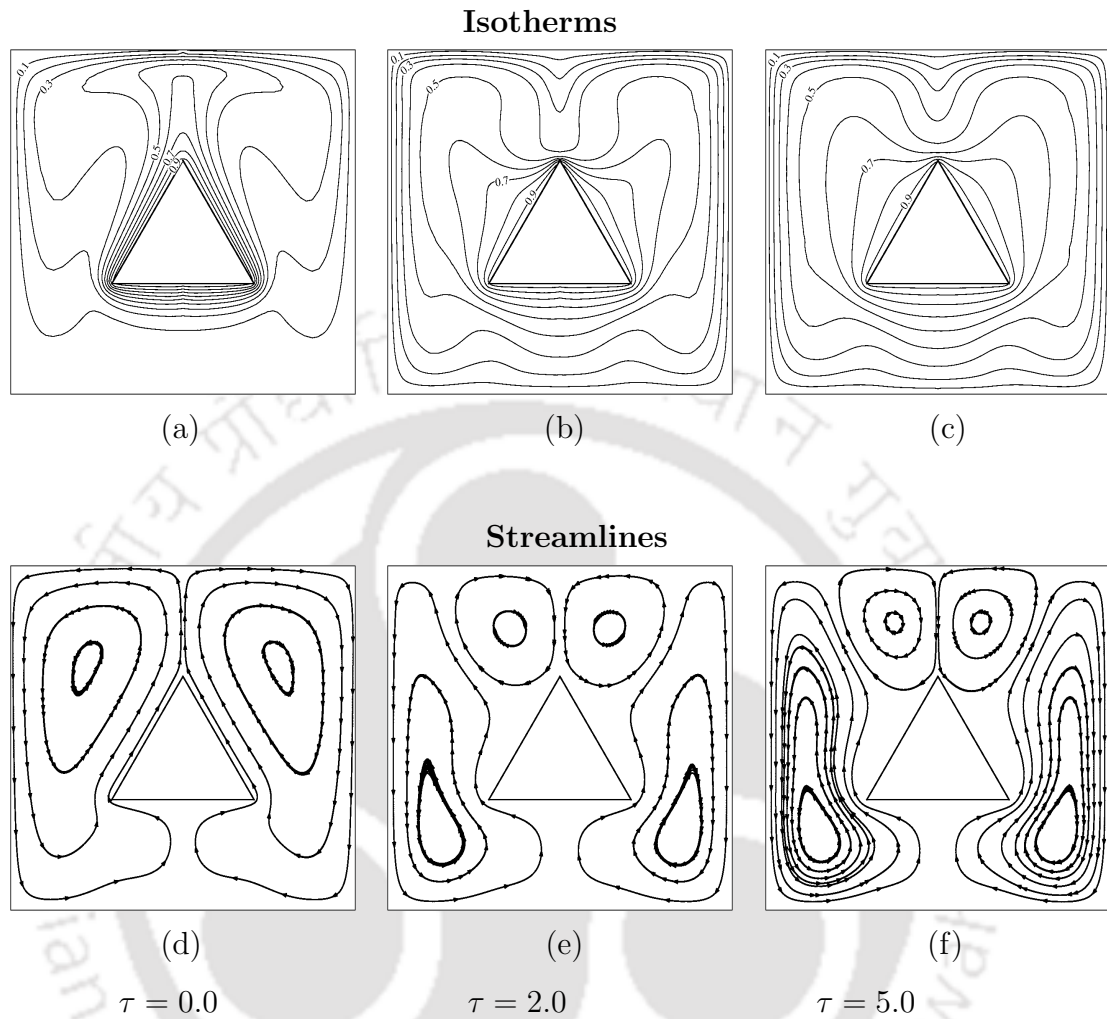 Isotherms
0.1 0.3 0.3 0.5 0.7 0.9
0.1 0.3 0.5 0.7 0.9
0.1 0.3 0.5 0.7 0.9
(a) (b) (c)
Streamlines
(d) (e) (f)
τ = 0.0 τ = 2.0 τ = 5.0